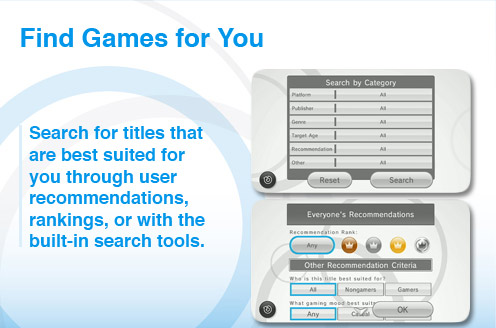 Find Games for You
Search for titles that
are best suited for
you through user
recommendations,
rankings, or with the
built-in search tools.
Search by Category
Platform All
Publisher All
Genre All
Target Age All
Recommendation All
Other All
Reset Search
Everyone's Recommendations
Recommendation Rank:
Any
Other Recommendation Criteria
Who is this title best suited for?
All Nongamers Gamers
What gaming mood best
Any OK